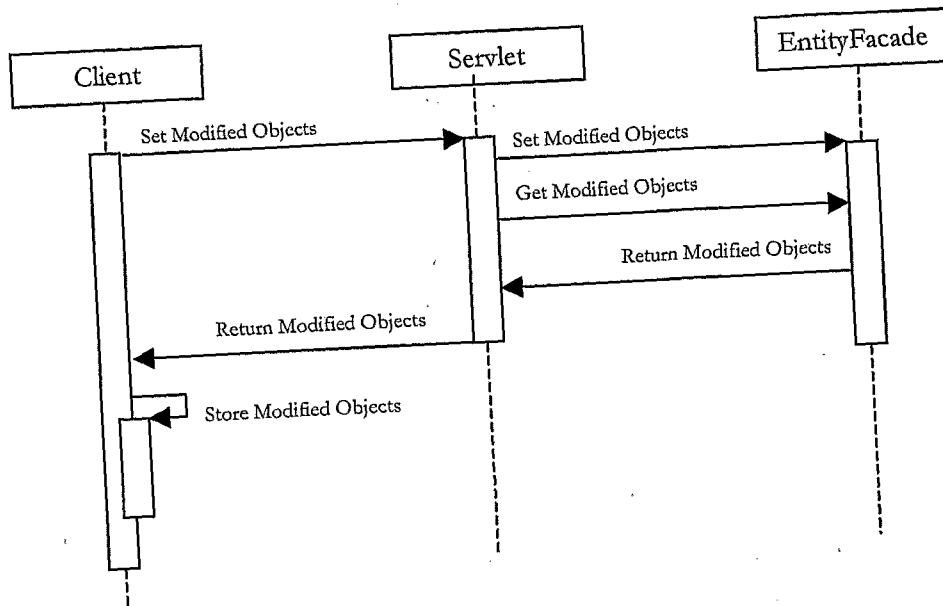 Client
Servlet
EntityFacade
Set Modified Objects
Set Modified Objects
Get Modified Objects
Return Modified Objects
Return Modified Objects
Store Modified Objects